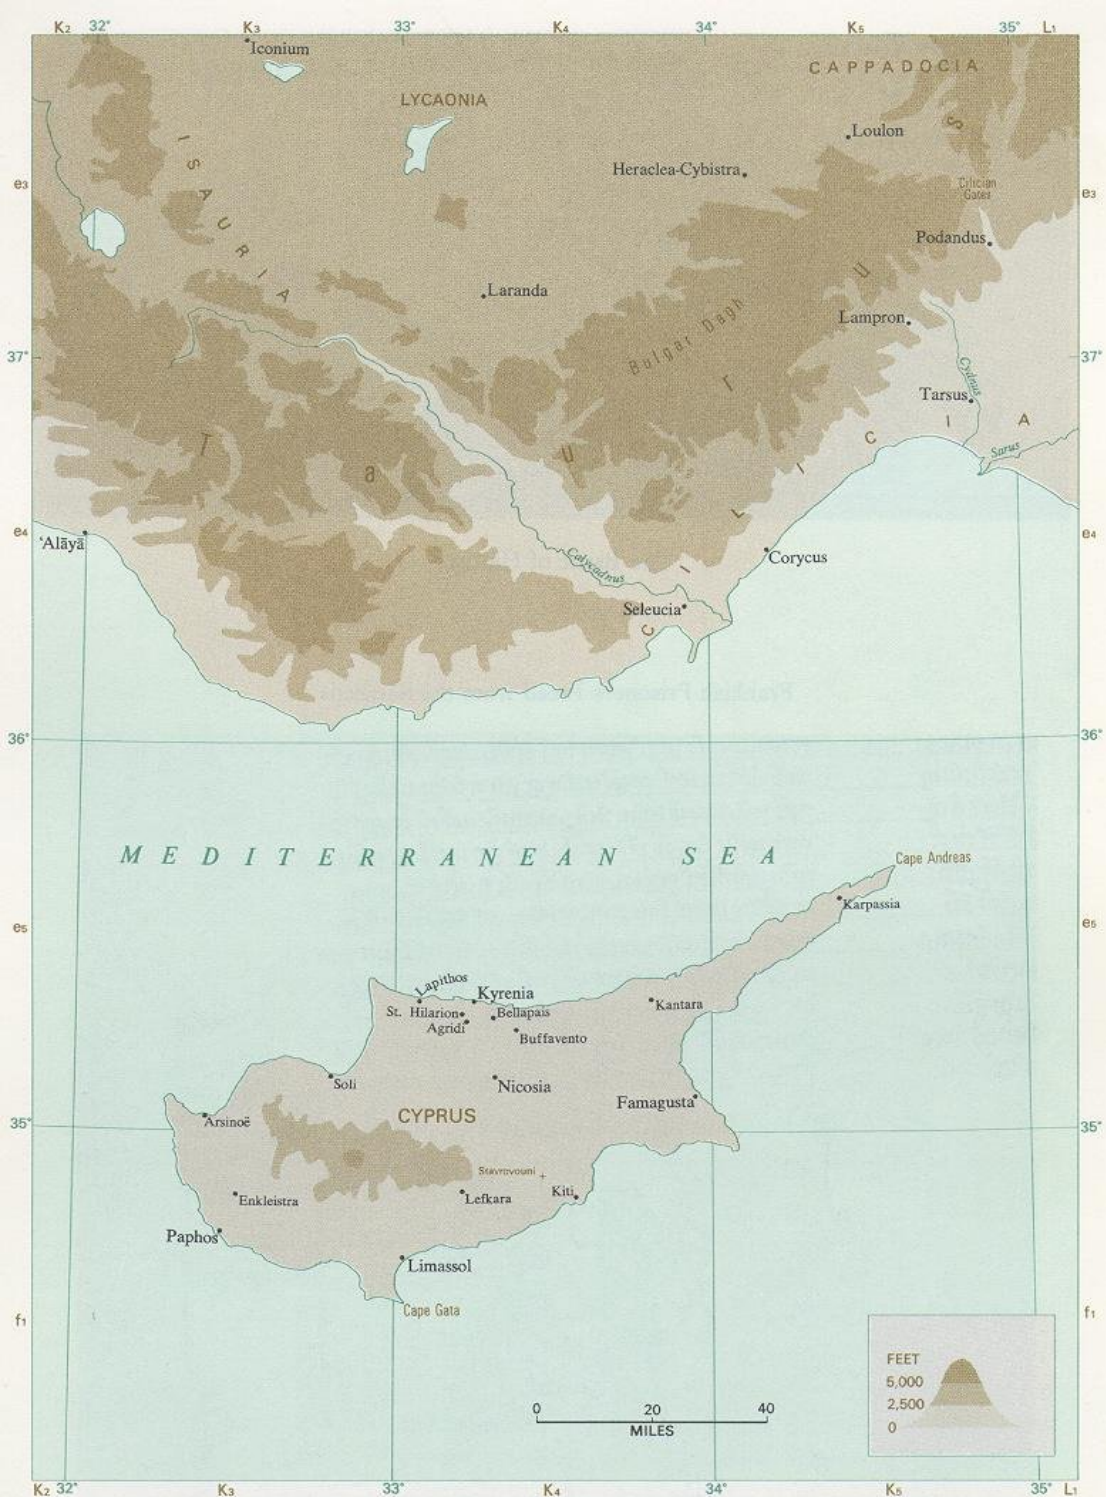 K2 32° K3 33° K4 34° K5 35° L1
Iconium
CAPPADOCIA
LYCAONIA
S
Loulon
ISAURIA
Heraclea-Cybistra
e3 e3
Cilician
Gates
Podandus
u
Laranda
Lampron
Bulgar Dagh
37° 37°
Cydnus
r
Tarsus
CILICIA
Sarus
T a u
e4 e4
'Alāyā
Corycus
Calycadnus
Seleucia
36° 36°
MEDITERRANEAN SEA
Cape Andreas
Karpassia
e5 e5
Lapithos
Kyrenia
Kantara
St. Hilarion
Bellapais
Agridi
Buffavento
Soli
Nicosia
Famagusta
CYPRUS
Arsinoë
35° 35°
Stavrovouni
Enkleistra
Lefkara
Kiti
Paphos
Limassol
Cape Gata
f1 f1
FEET
5,000
2,500
0
0 20 40
MILES
K2 32° K3 33° K4 34° K5 35° L1